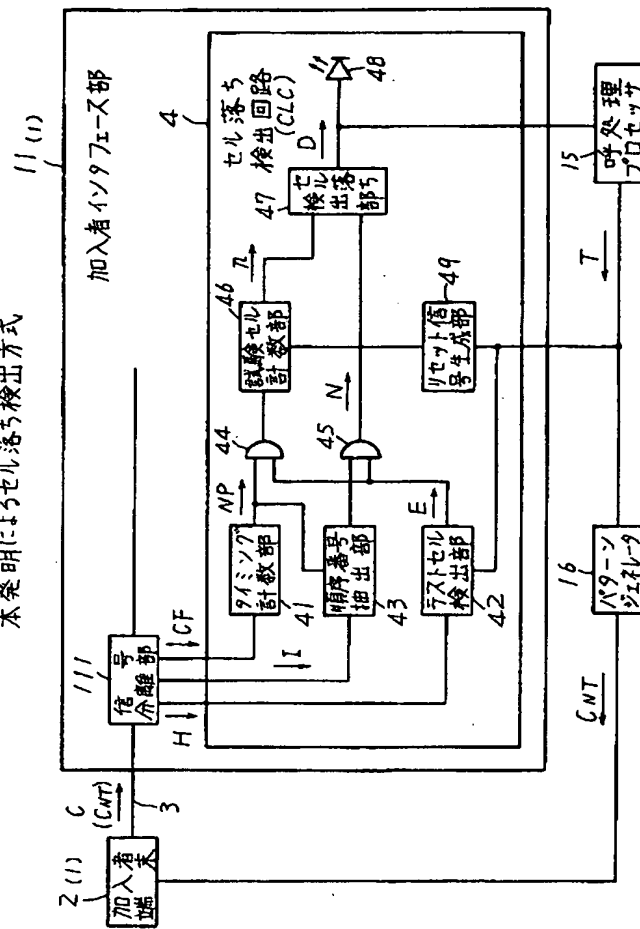 本発明によるセル落ち検出方式
11(1)
加入者インタフェース部
4
セル落ち
検出回路
(CLC)
2(1)
加入者末
端
C
(CNT)
3
111
信号
分離部
H
I
CF
タイミング
計数部
41
NP
順序番号
抽出部
43
テストセル
検出部
42
E
44
45
N
試験セル
計数部
46
n
セル落ち
検出部
47
D
48
リセット信
号生成部
49
15
呼処理
プロセッサ
T
16
パターン
ジェネレータ
CNT